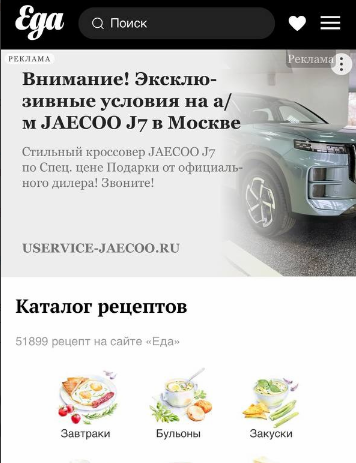 Еда
Поиск
РЕКЛАМА
Реклама
Внимание! Эксклю-
зивные условия на а/
м JAECOO J7 в Москве
Стильный кроссовер JAECOO J7
по Спец. цене Подарки от официаль-
ного дилера! Звоните!
USERVICE-JAECOO.RU
Каталог рецептов
51899 рецепт на сайте «Еда»
Завтраки
Бульоны
Закуски